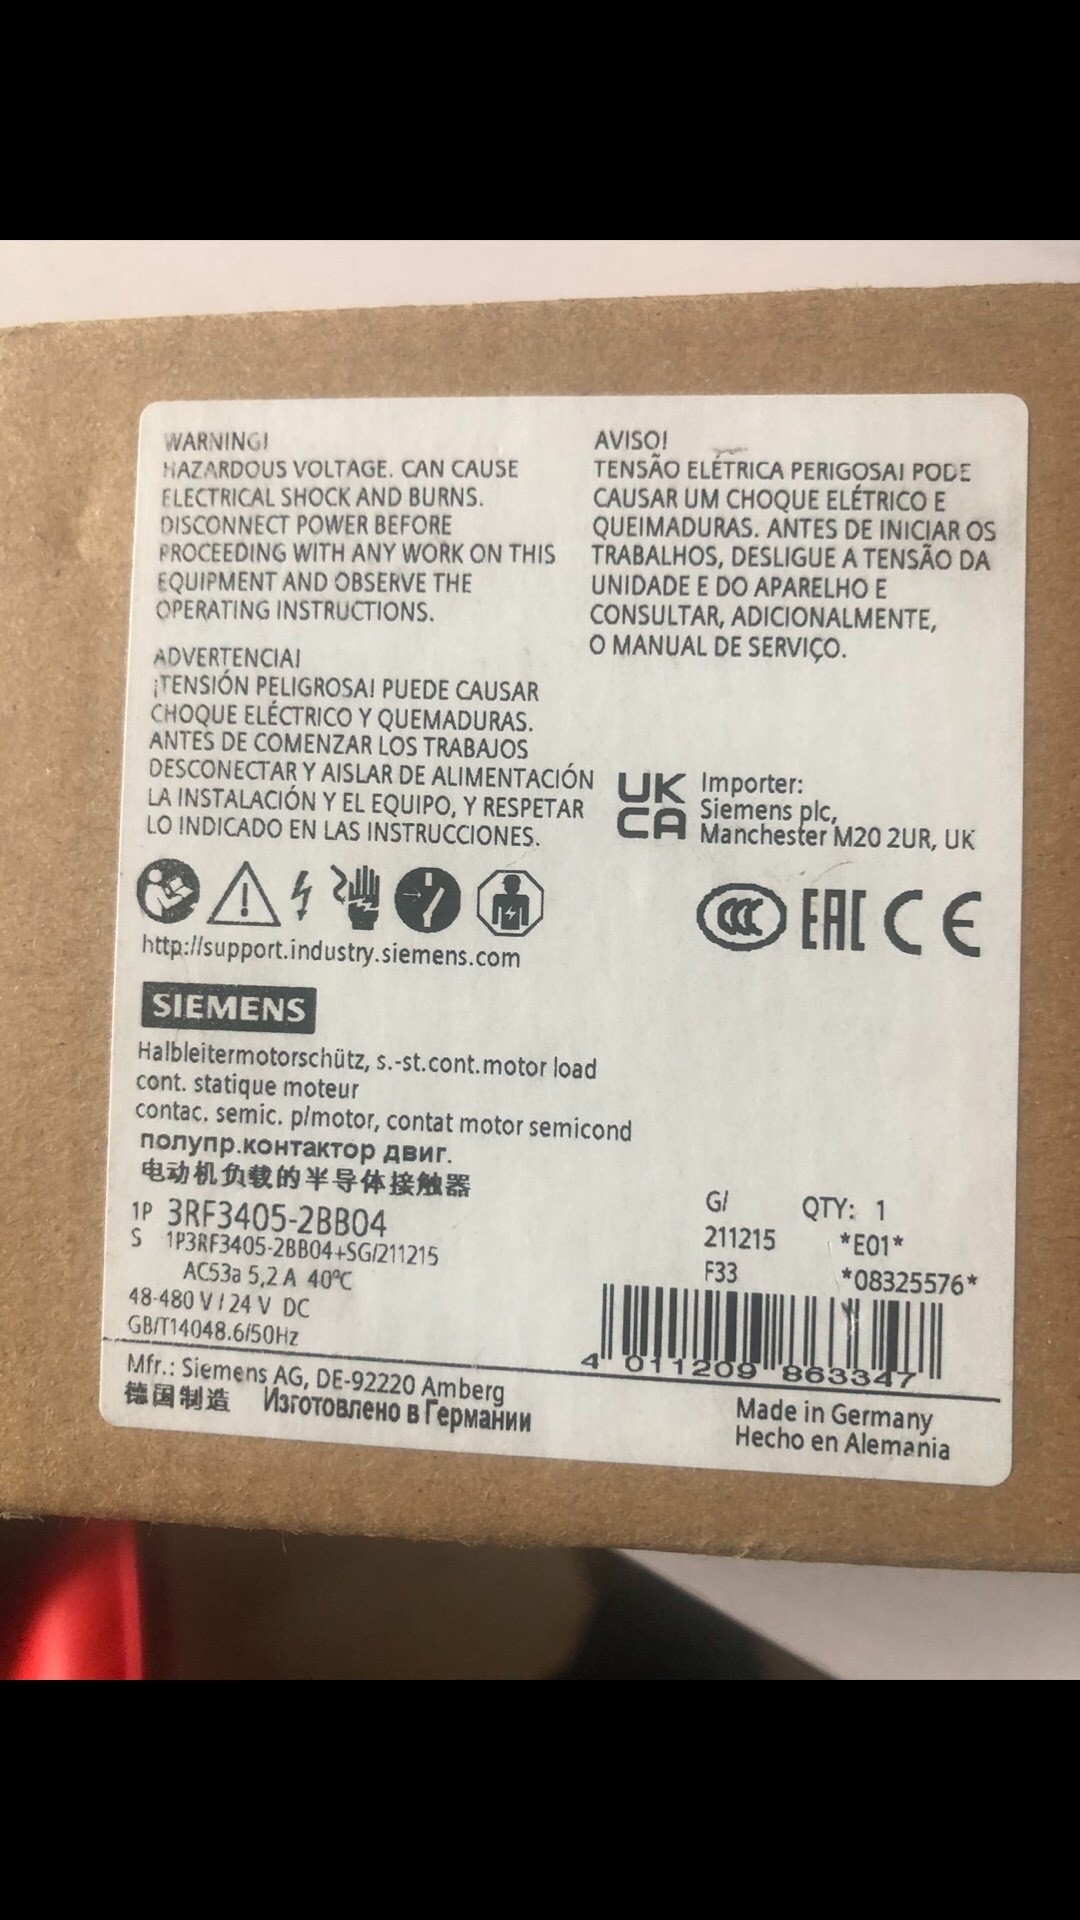 WARNING!
HAZARDOUS VOLTAGE. CAN CAUSE
ELECTRICAL SHOCK AND BURNS.
DISCONNECT POWER BEFORE
PROCEEDING WITH ANY WORK ON THIS
EQUIPMENT AND OBSERVE THE
OPERATING INSTRUCTIONS.
ADVERTENCIA!
¡TENSIÓN PELIGROSA! PUEDE CAUSAR
CHOQUE ELÉCTRICO Y QUEMADURAS.
ANTES DE COMENZAR LOS TRABAJOS
DESCONECTAR Y AISLAR DE ALIMENTACIÓN
LA INSTALACIÓN Y EL EQUIPO, Y RESPETAR
LO INDICADO EN LAS INSTRUCCIONES.
AVISO!
TENSÃO ELÉTRICA PERIGOSA! PODE
CAUSAR UM CHOQUE ELÉTRICO E
QUEIMADURAS. ANTES DE INICIAR OS
TRABALHOS, DESLIGUE A TENSÃO DA
UNIDADE E DO APARELHO E
CONSULTAR, ADICIONALMENTE,
O MANUAL DE SERVIÇO.
UK
CA
Importer:
Siemens plc,
Manchester M20 2UR, UK
CCC EAC CE
http://support.industry.siemens.com
SIEMENS
Halbleitermotorschütz, s.-st.cont.motor load
cont. statique moteur
contac. semic. p/motor, contat motor semicond
полупр.контактор двиг.
电动机负载的半导体接触器
1P 3RF3405-2BB04
S 1P3RF3405-2BB04+SG/211215
AC53a 5,2 A 40°C
48-480 V / 24 V DC
GB/T14048.6/50Hz
G/ QTY: 1
211215 *E01*
F33 *08325576*
4 011209 863347
Mfr.: Siemens AG, DE-92220 Amberg
德国制造 Изготовлено в Германии
Made in Germany
Hecho en Alemania